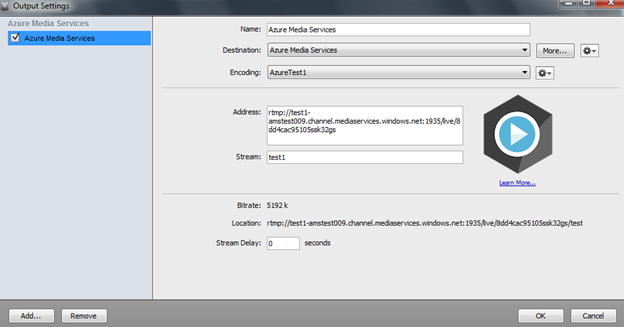 Output Settings
Azure Media Services
Azure Media Services
Name: Azure Media Services
Destination: Azure Media Services More...
Encoding: AzureTest1
Address: rtmp://test1-
amstest009.channel.mediaservices.windows.net:1935/live/8
dd4cac95105ssk32gs
Stream: test1
Learn More...
Bitrate: 5192 k
Location: rtmp://test1-amstest009.channel.mediaservices.windows.net:1935/live/8dd4cac95105ssk32gs/test
Stream Delay: 0 seconds
Add... Remove OK Cancel